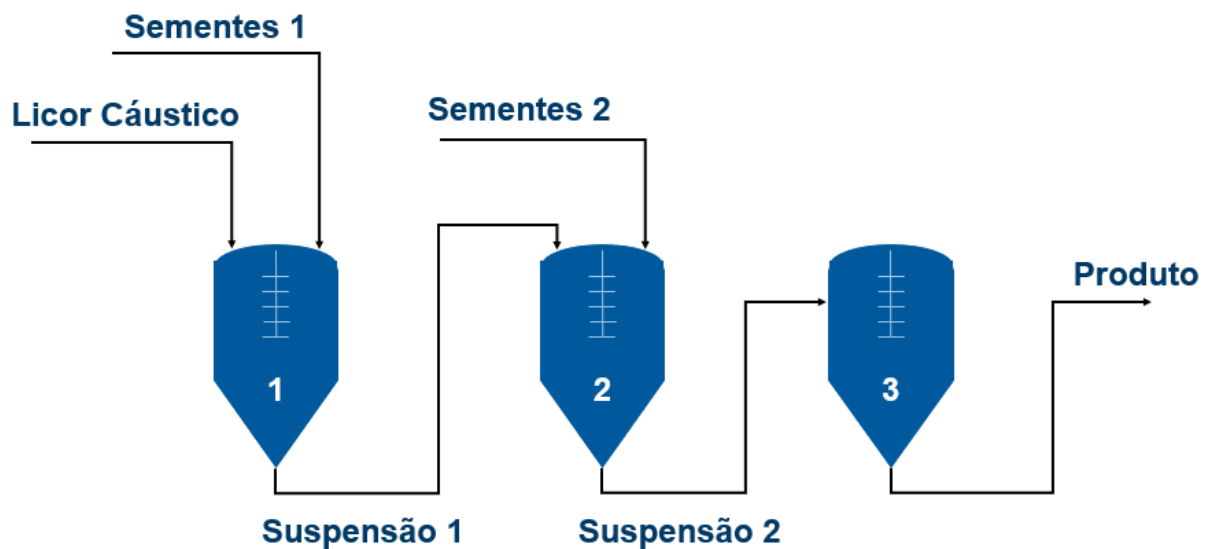 Sementes 1
Licor Cáustico
Sementes 2
Produto
1
2
3
Suspensão 1
Suspensão 2